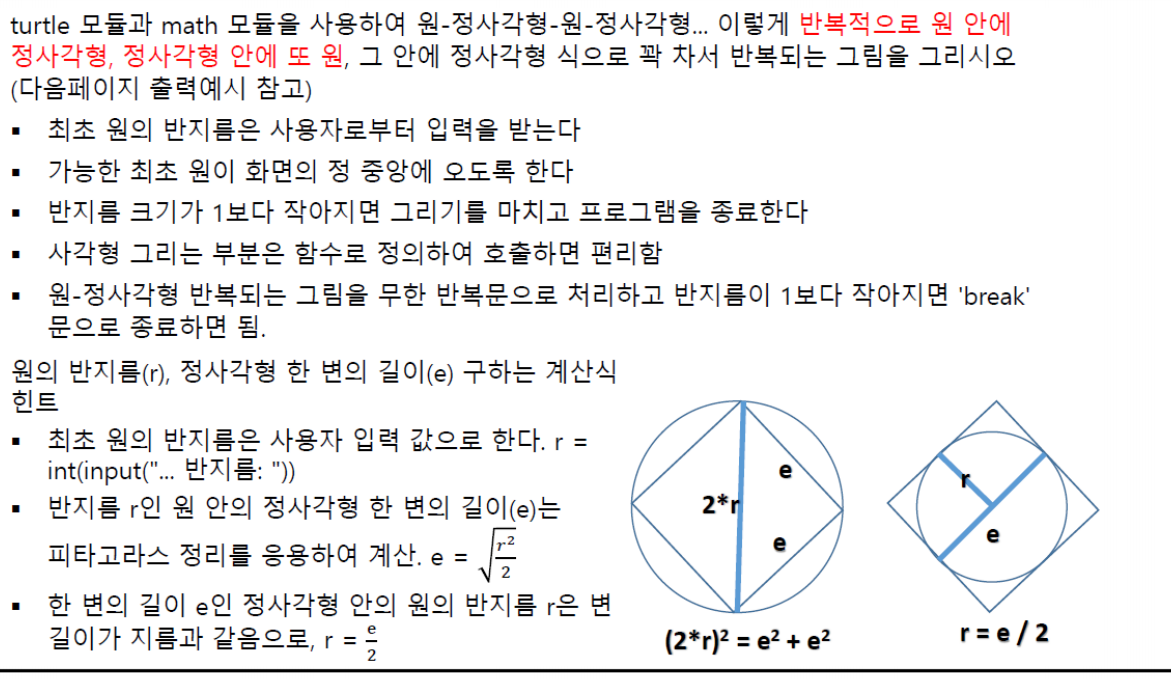 turtle 모듈과 math 모듈을 사용하여 원-정사각형-원-정사각형... 이렇게 반복적으로 원 안에
정사각형, 정사각형 안에 또 원, 그 안에 정사각형 식으로 꽉 차서 반복되는 그림을 그리시오
(다음페이지 출력예시 참고)
▪ 최초 원의 반지름은 사용자로부터 입력을 받는다
▪ 가능한 최초 원이 화면의 정 중앙에 오도록 한다
▪ 반지름 크기가 1보다 작아지면 그리기를 마치고 프로그램을 종료한다
▪ 사각형 그리는 부분은 함수로 정의하여 호출하면 편리함
▪ 원-정사각형 반복되는 그림을 무한 반복문으로 처리하고 반지름이 1보다 작아지면 'break'
문으로 종료하면 됨.
원의 반지름(r), 정사각형 한 변의 길이(e) 구하는 계산식
힌트
▪ 최초 원의 반지름은 사용자 입력 값으로 한다. r =
int(input("... 반지름: "))
▪ 반지름 r인 원 안의 정사각형 한 변의 길이(e)는
피타고라스 정리를 응용하여 계산. e = √(r²/2)
▪ 한 변의 길이 e인 정사각형 안의 원의 반지름 r은 변
길이가 지름과 같음으로, r = e/2
e
2*r
e
(2*r)² = e² + e²
r
e
r = e / 2